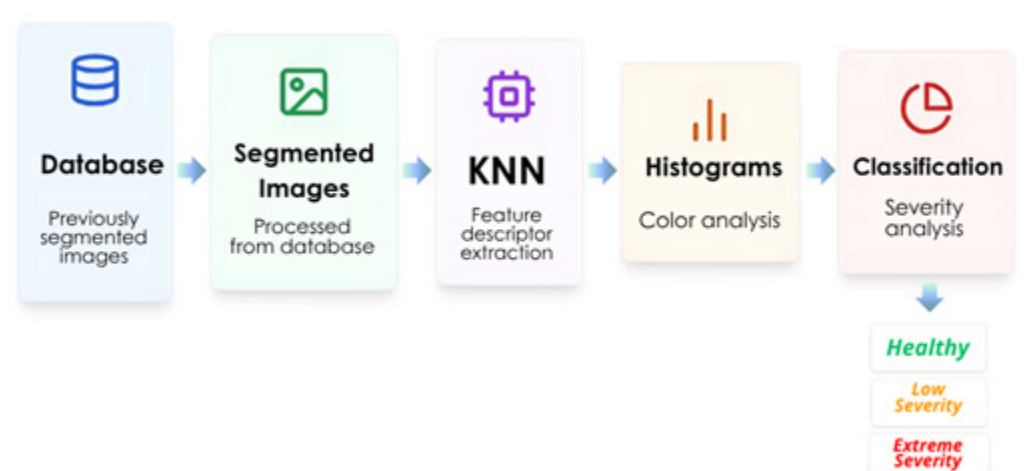 Database
Previously
segmented
images
Segmented
Images
Processed
from database
KNN
Feature
descriptor
extraction
Histograms
Color analysis
Classification
Severity
analysis
Healthy
Low
Severity
Extreme
Severity